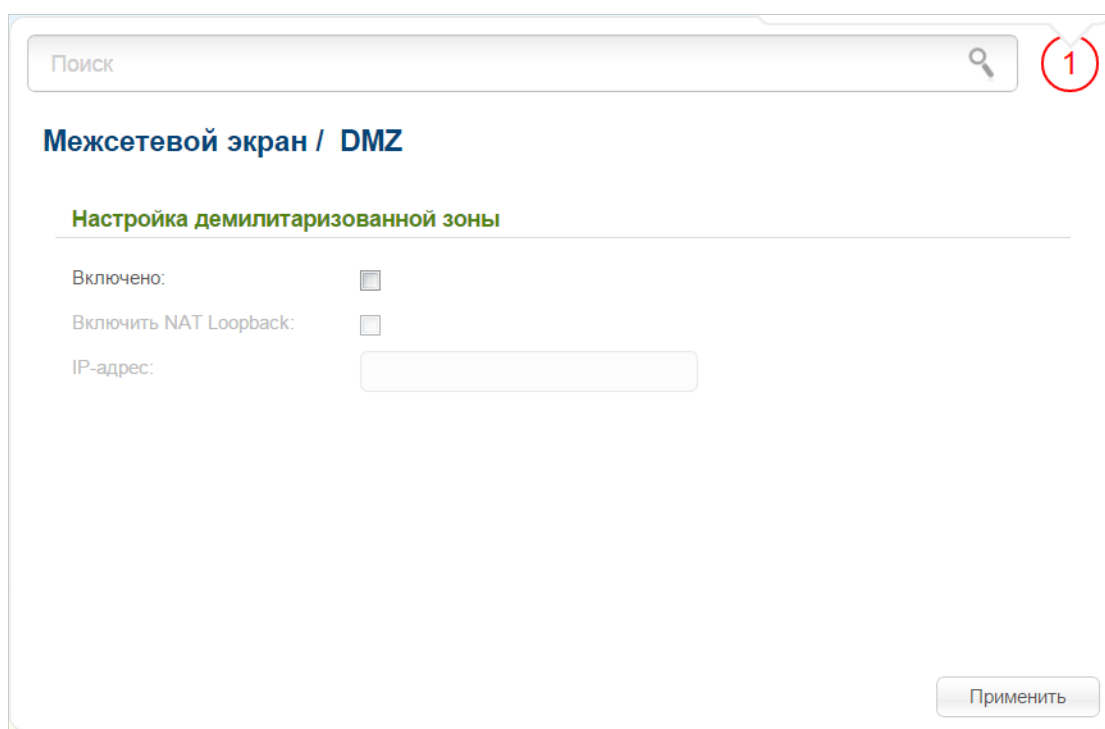 Поиск
1
Межсетевой экран / DMZ
Настройка демилитаризованной зоны
Включено:
Включить NAT Loopback:
IP-адрес:
Применить